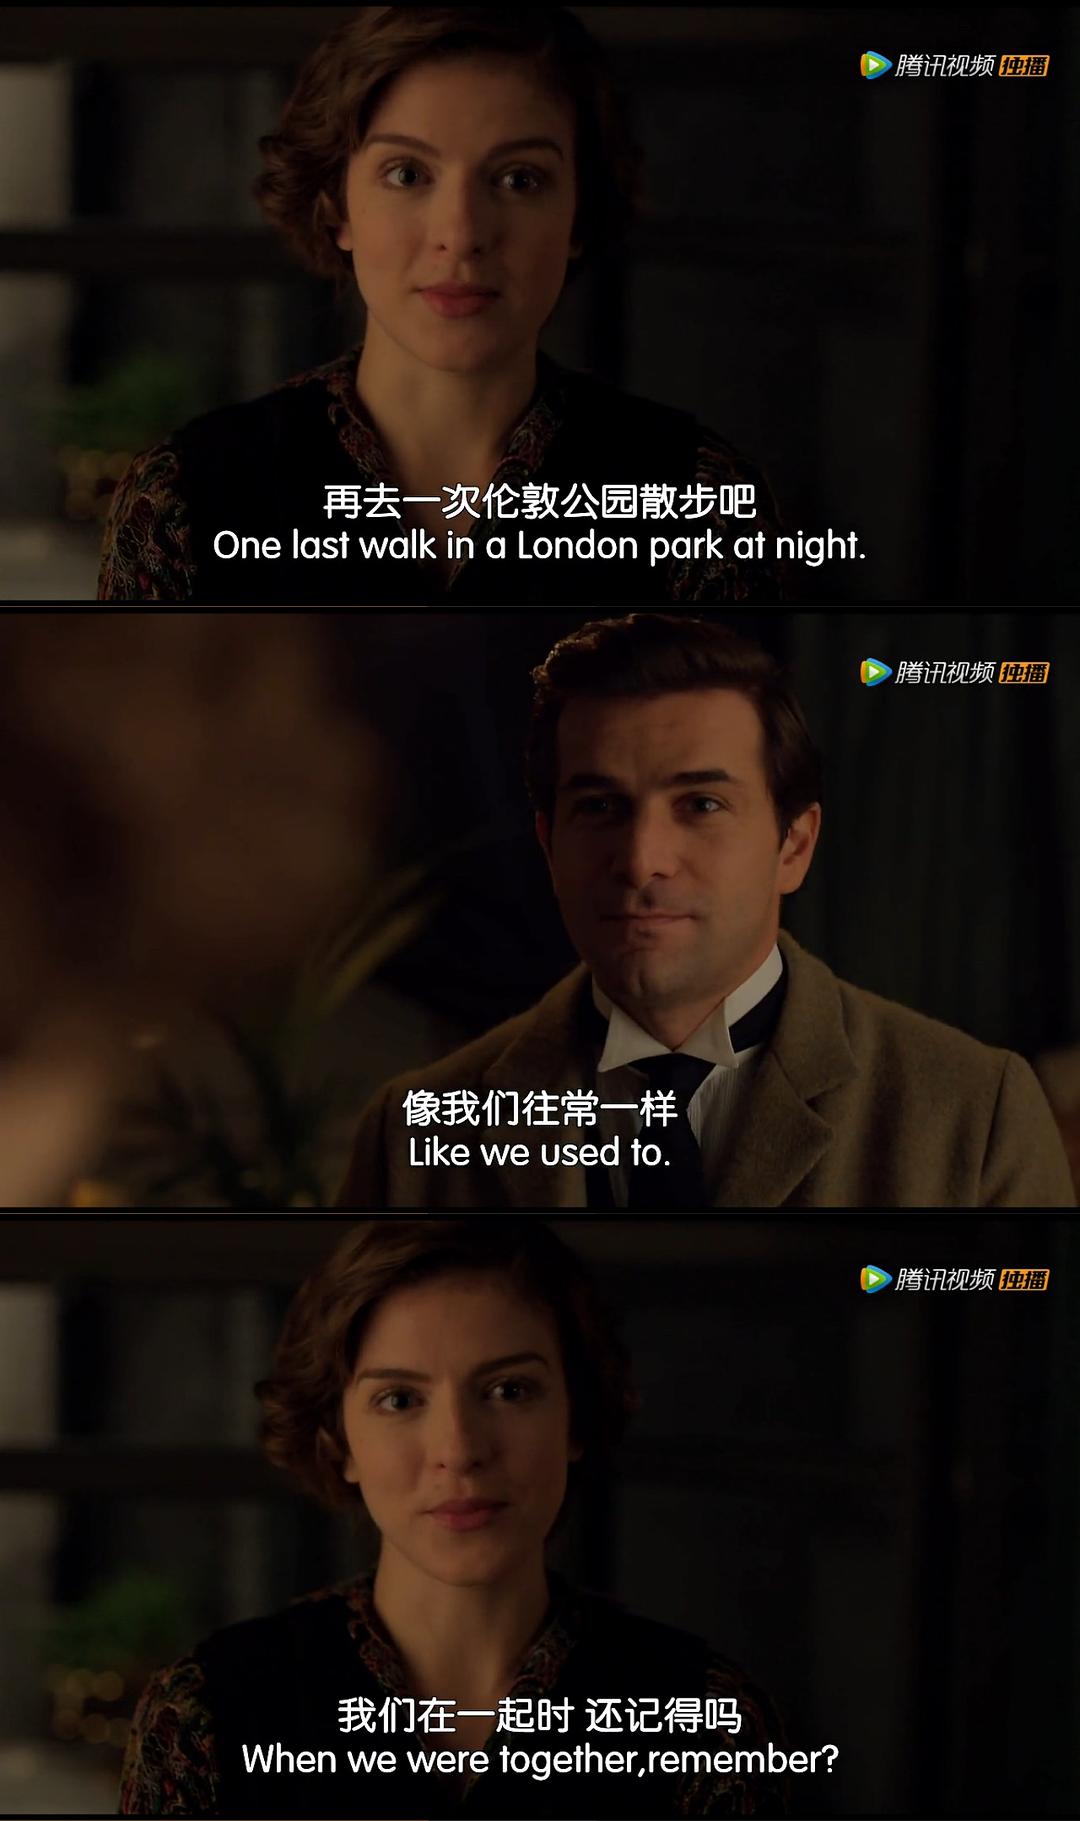 腾讯视频 独播
再去一次伦敦公园散步吧
One last walk in a London park at night.
腾讯视频 独播
像我们往常一样
Like we used to.
腾讯视频 独播
我们在一起时 还记得吗
When we were together,remember?